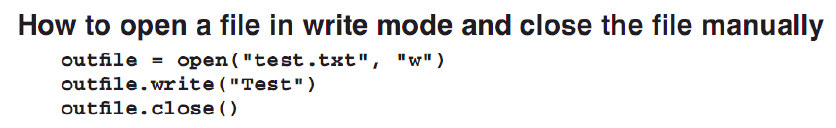 How to open a file in write mode and close the file manually
outfile = open("test.txt", "w")
outfile.write("Test")
outfile.close()